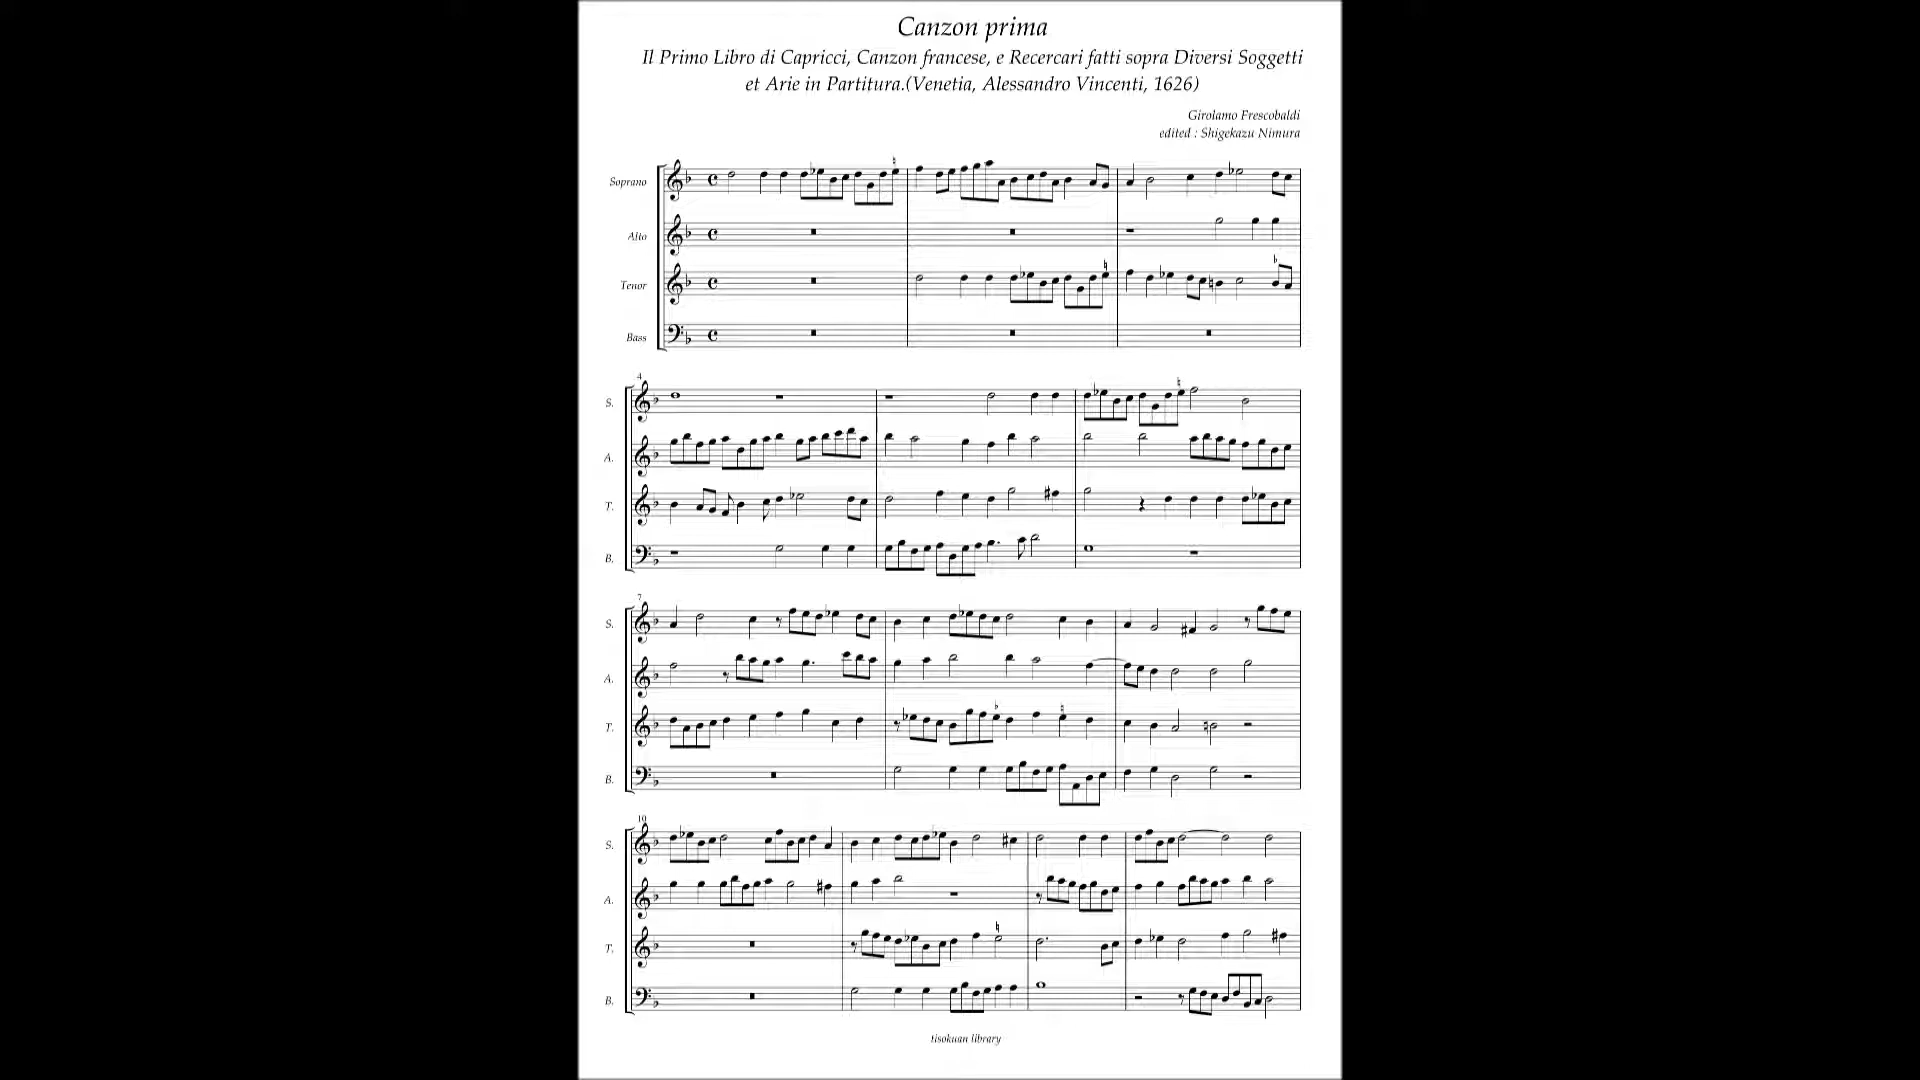 Canzon prima
Il Primo Libro di Capricci, Canzon francese, e Recercari fatti sopra Diversi Soggetti
et Arie in Partitura.(Venetia, Alessandro Vincenti, 1626)
Girolamo Frescobaldi
edited : Shigekazu Nimura
Soprano
Alto
Tenor
Bass
4
S.
A.
T.
B.
7
S.
A.
T.
B.
10
S.
A.
T.
B.
tisokuan library